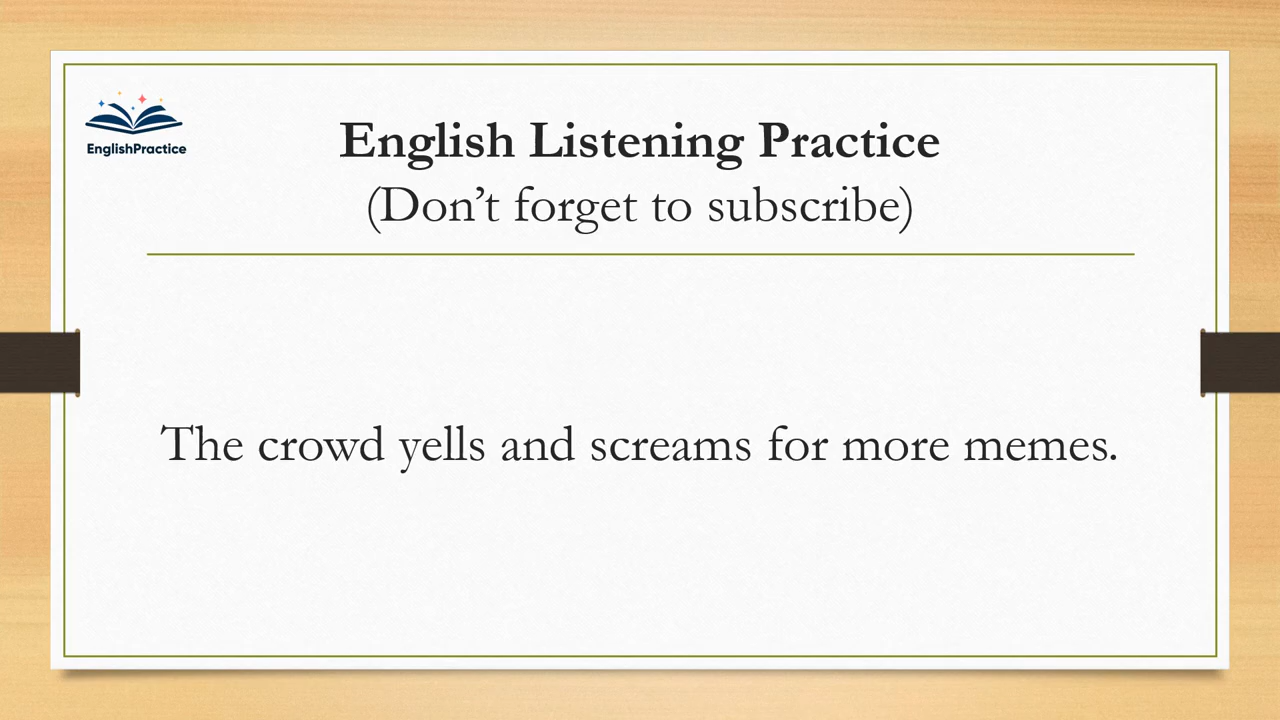 EnglishPractice
English Listening Practice
(Don’t forget to subscribe)
The crowd yells and screams for more memes.